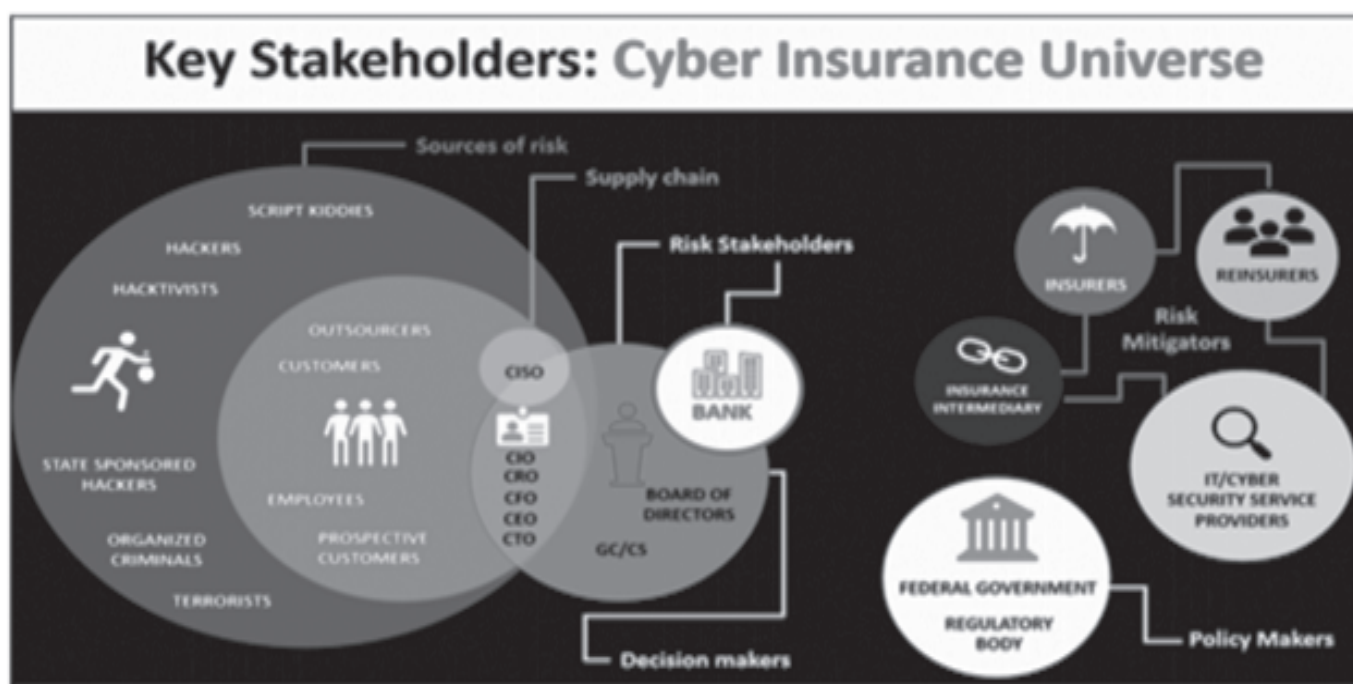 Key Stakeholders: Cyber Insurance Universe
Sources of risk
Supply chain
Risk Stakeholders
SCRIPT KIDDIES
HACKERS
HACKTIVISTS
STATE SPONSORED
HACKERS
ORGANIZED
CRIMINALS
TERRORISTS
OUTSOURCERS
CUSTOMERS
EMPLOYEES
PROSPECTIVE
CUSTOMERS
CISO
CIO
CRO
CFO
CEO
CTO
BANK
BOARD OF
DIRECTORS
GC/CS
Decision makers
INSURERS
REINSURERS
Risk
Mitigators
INSURANCE
INTERMEDIARY
IT/CYBER
SECURITY SERVICE
PROVIDERS
FEDERAL GOVERNMENT
REGULATORY
BODY
Policy Makers